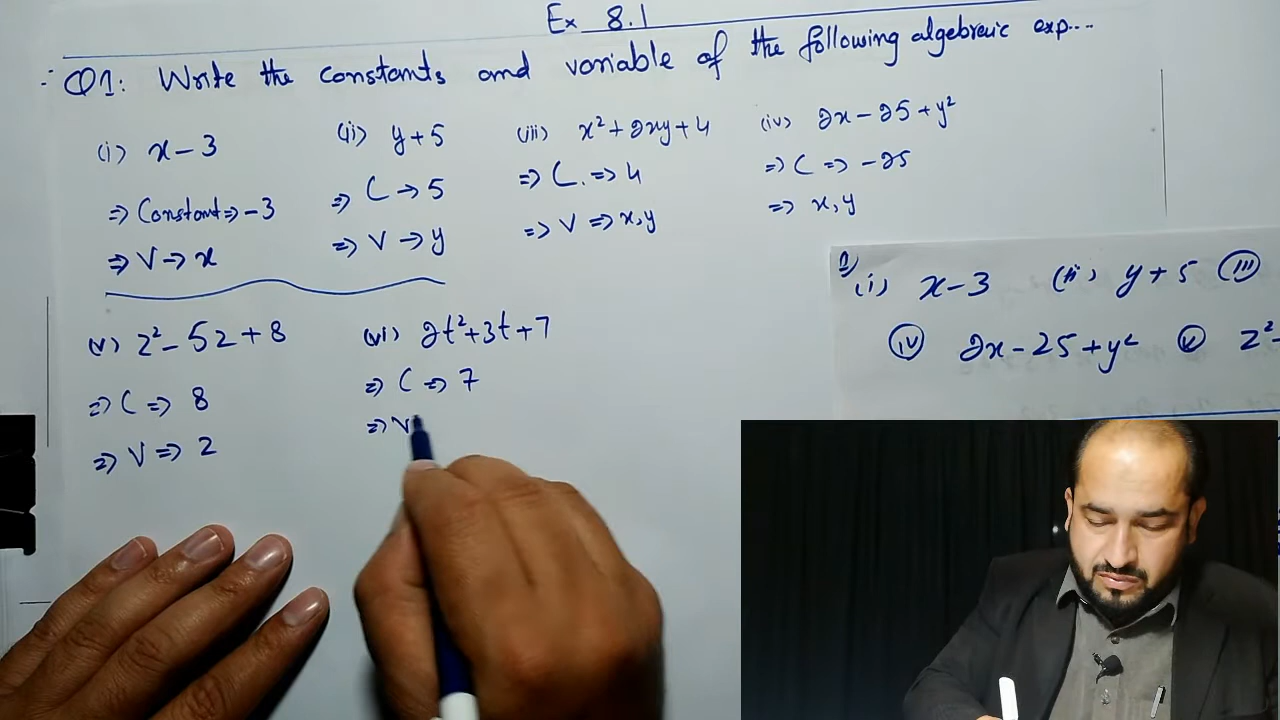 Ex 8.1
Q1: Write the constants and variable of the following algebraic exp....
(i) x-3
(ii) y+5
(iii) x²+2xy+4
(iv) 2x-25+y²
⇒ Constant ⇒ -3
⇒ C → 5
⇒ C. ⇒ 4
⇒ C ⇒ -25
⇒ V → x
⇒ V → y
⇒ V ⇒ x,y
⇒ x,y
(i) x-3 (ii) y+5 (iii)
(iv) 2x-25+y² (v) z²-
(v) z²-5z+8
(vi) 2t²+3t+7
⇒ C ⇒ 8
⇒ C ⇒ 7
⇒ V ⇒ z
⇒ V